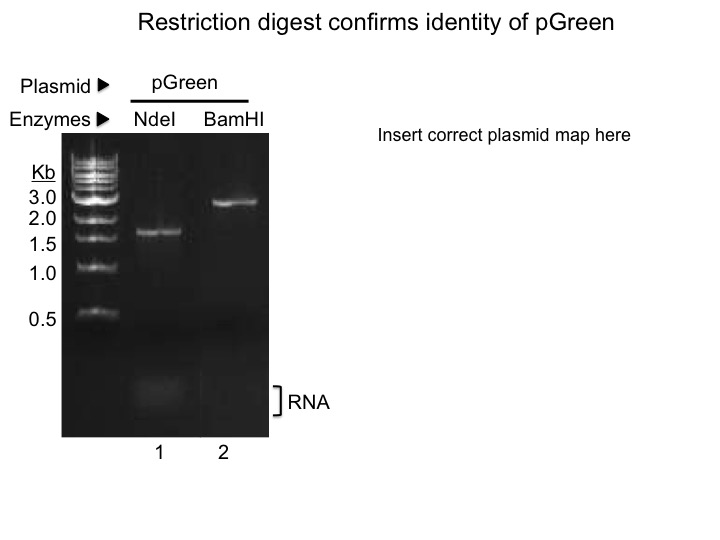 Restriction digest confirms identity of pGreen
Plasmid ▶ pGreen
Enzymes ▶ NdeI BamHI
Insert correct plasmid map here
Kb
3.0
2.0
1.5
1.0
0.5
RNA
1 2